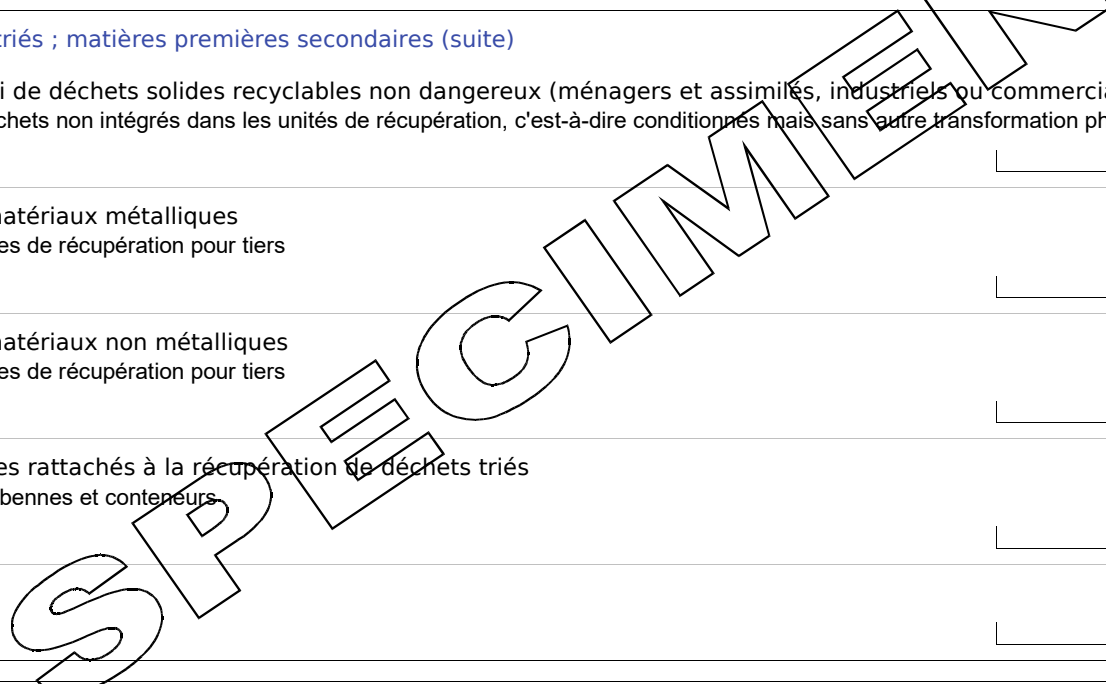 triés ; matières premières secondaires (suite)
i de déchets solides recyclables non dangereux (ménagers et assimilés, industriels ou commercia
chets non intégrés dans les unités de récupération, c'est-à-dire conditionnés mais sans autre transformation ph
matériaux métalliques
es de récupération pour tiers
matériaux non métalliques
es de récupération pour tiers
es rattachés à la récupération de déchets triés
bennes et conteneurs
SPECIMEN